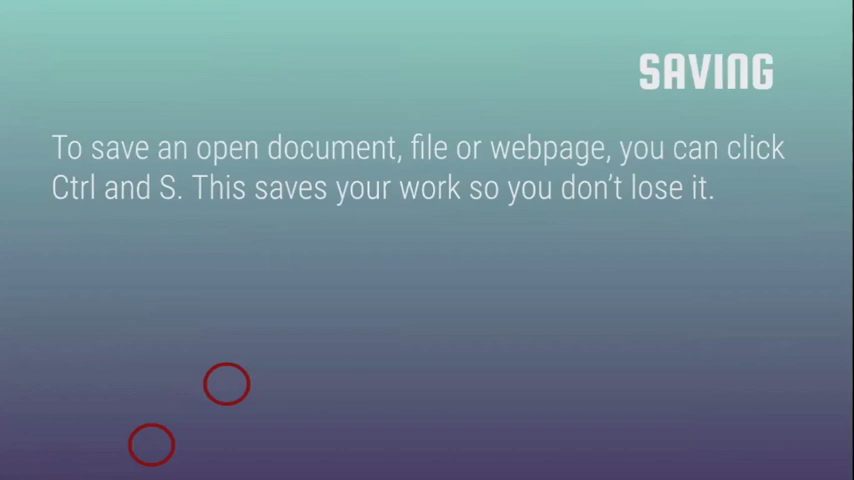 SAVING
To save an open document, file or webpage, you can click
Ctrl and S. This saves your work so you don’t lose it.